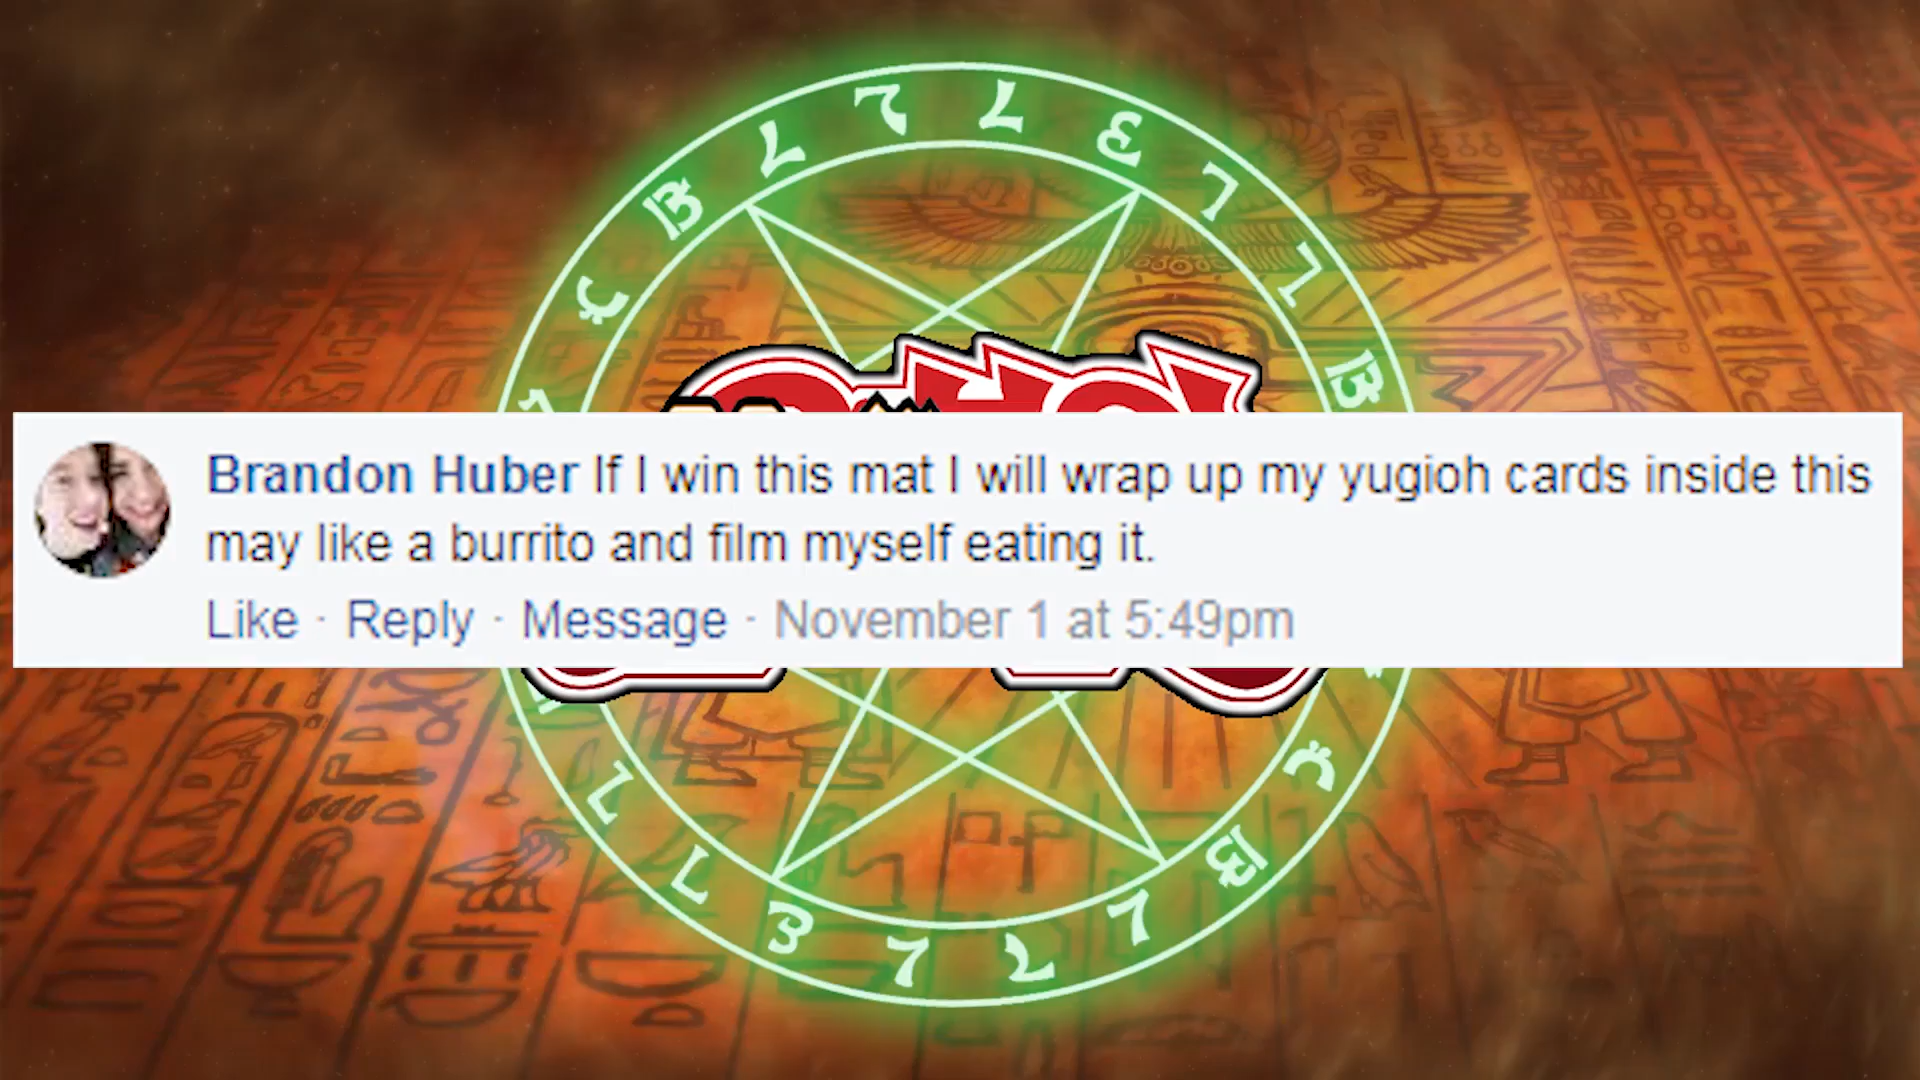 Brandon Huber If I win this mat I will wrap up my yugioh cards inside this
may like a burrito and film myself eating it.
Like · Reply · Message · November 1 at 5:49pm